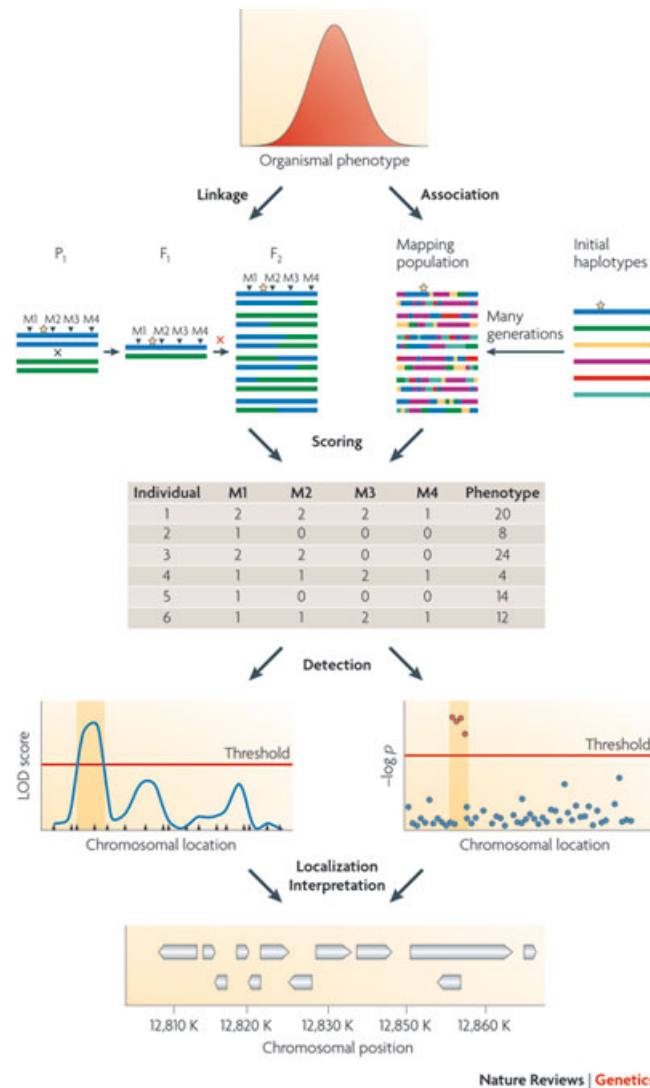 Organismal phenotype
Linkage
Association
P1
F1
F2
Mapping
population
Initial
haplotypes
M1 M2 M3 M4
M1 M2 M3 M4
M1 M2 M3 M4
×
×
Many
generations
Scoring
Individual M1 M2 M3 M4 Phenotype
1 2 2 2 1 20
2 1 0 0 0 8
3 2 2 0 0 24
4 1 1 2 1 4
5 1 0 0 0 14
6 1 1 2 1 12
Detection
LOD score
Threshold
Chromosomal location
–log p
Threshold
Chromosomal location
Localization
Interpretation
12,810 K 12,820 K 12,830 K 12,850 K 12,860 K
Chromosomal position
Nature Reviews | Genetics